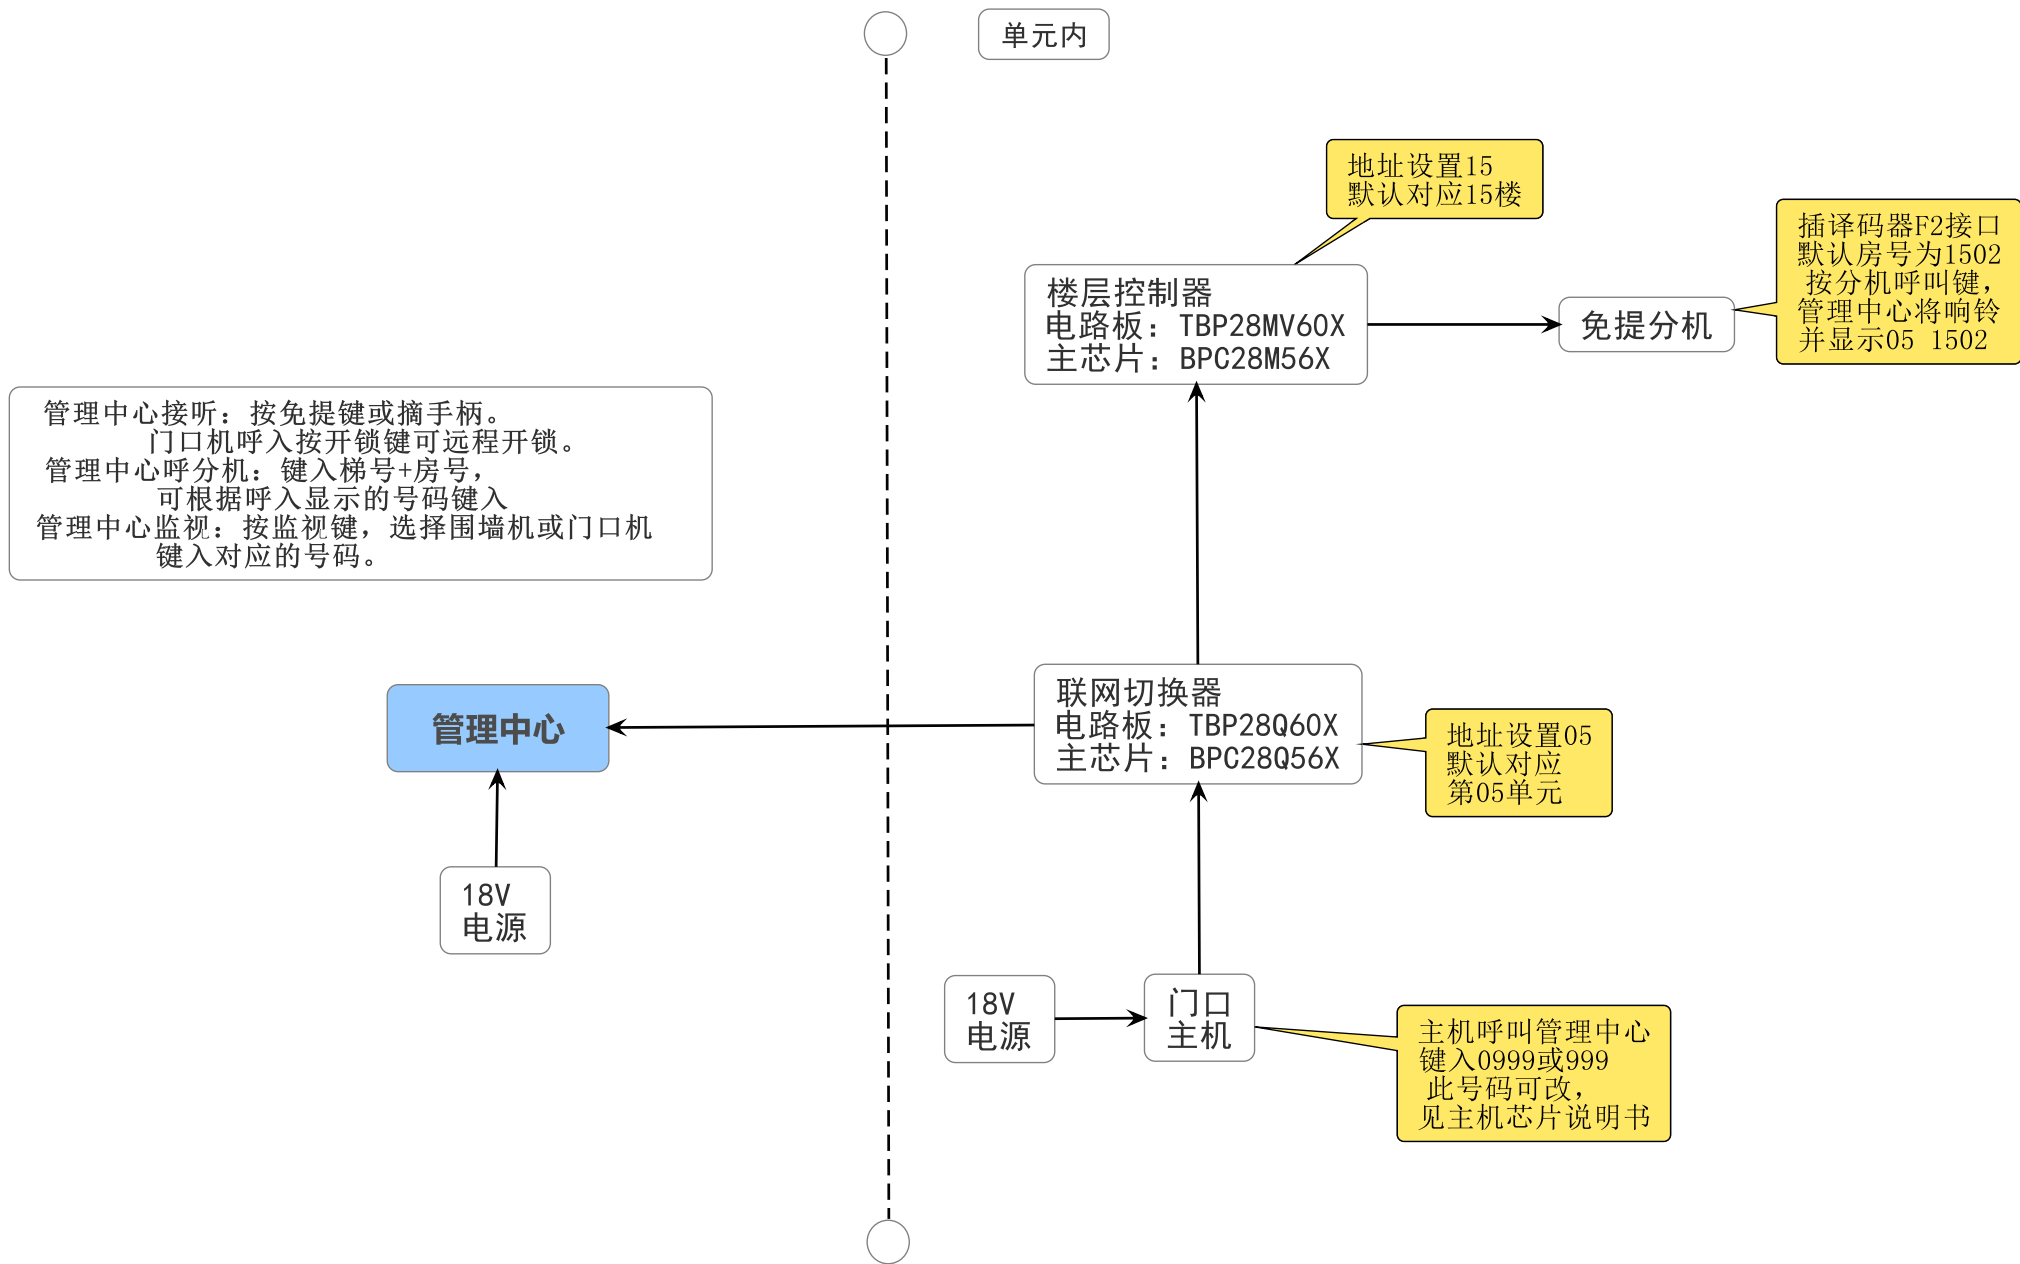 单元内
地址设置15
默认对应15楼
插译码器F2接口
默认房号为1502
按分机呼叫键，
管理中心将响铃
并显示05 1502
楼层控制器
电路板：TBP28MV60X
主芯片：BPC28M56X
免提分机
管理中心接听：按免提键或摘手柄。
门口机呼入按开锁键可远程开锁。
管理中心呼分机：键入梯号+房号，
可根据呼入显示的号码键入
管理中心监视：按监视键，选择围墙机或门口机
键入对应的号码。
管理中心
联网切换器
电路板：TBP28Q60X
主芯片：BPC28Q56X
地址设置05
默认对应
第05单元
18V
电源
18V
电源
门口
主机
主机呼叫管理中心
键入0999或999
此号码可改，
见主机芯片说明书